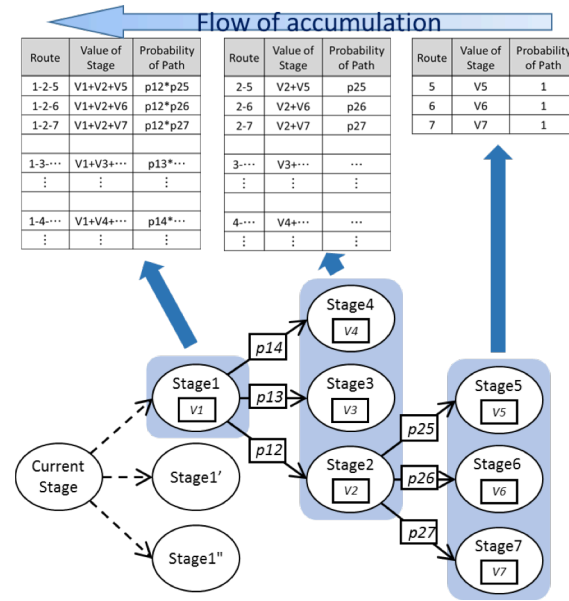 Flow of accumulation
Route Value of Stage Probability of Path
1-2-5 V1+V2+V5 p12*p25
1-2-6 V1+V2+V6 p12*p26
1-2-7 V1+V2+V7 p12*p27
1-3-⋯ V1+V3+⋯ p13*⋯
⋮ ⋮ ⋮
1-4-⋯ V1+V4+⋯ p14*⋯
⋮ ⋮ ⋮
Route Value of Stage Probability of Path
2-5 V2+V5 p25
2-6 V2+V6 p26
2-7 V2+V7 p27
3-⋯ V3+⋯ ⋯
⋮ ⋮ ⋮
4-⋯ V4+⋯ ⋯
⋮ ⋮ ⋮
Route Value of Stage Probability of Path
5 V5 1
6 V6 1
7 V7 1
Stage4
V4
p14
Stage1
V1
p13
Stage3
V3
Stage5
V5
p12
p25
Current
Stage
Stage1'
Stage2
V2
p26
Stage6
V6
Stage1"
p27
Stage7
V7